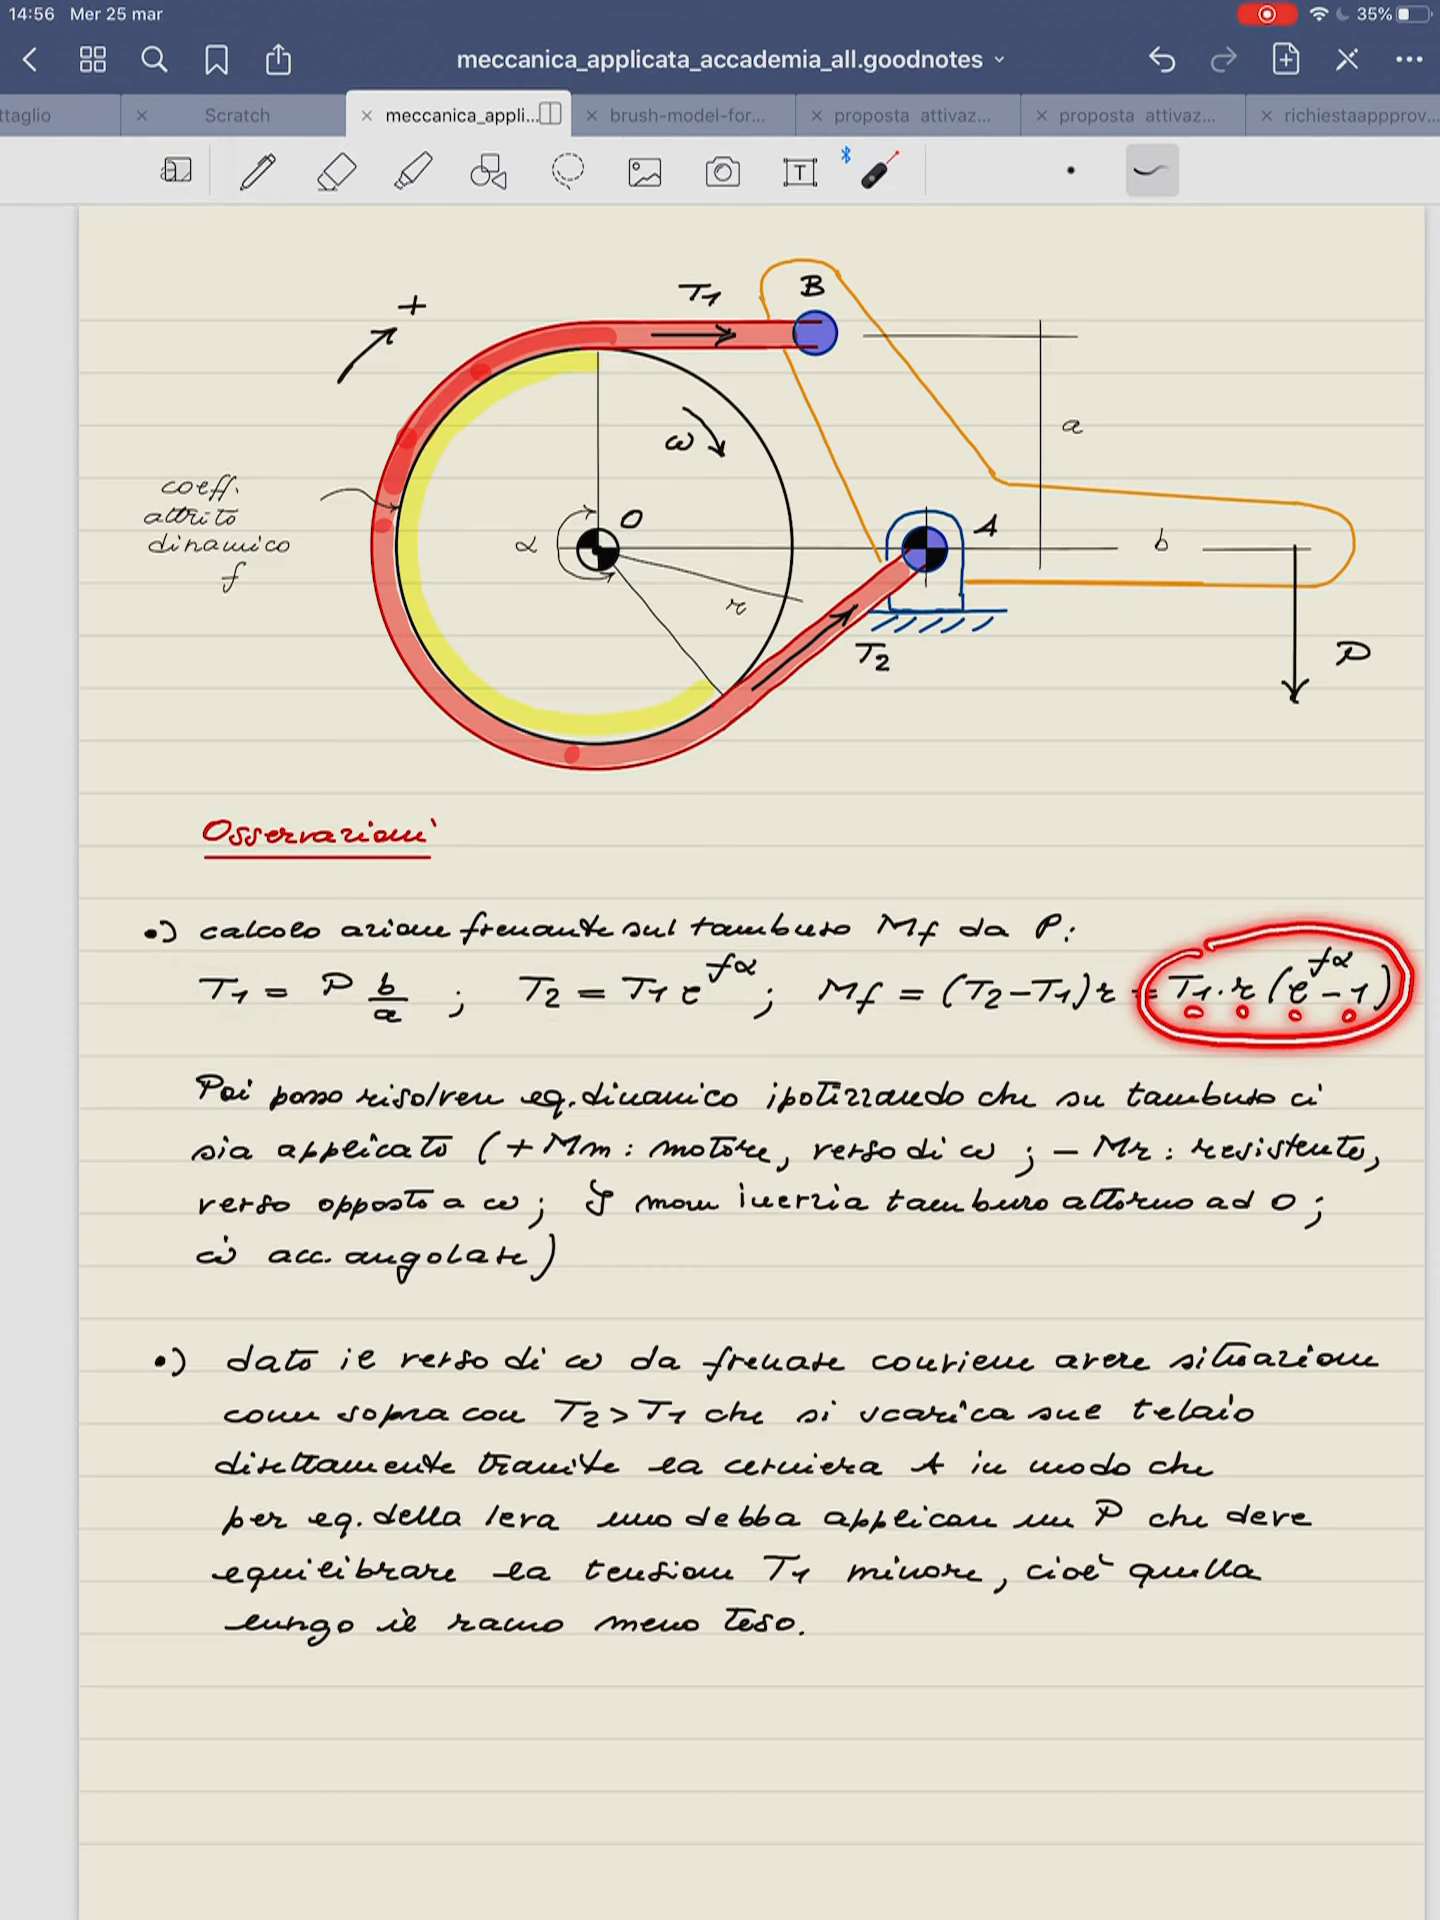 14:56 Mer 25 mar 35%
meccanica_applicata_accademia_all.goodnotes
ttaglio
Scratch
meccanica_appli...
brush-model-for...
proposta attivaz...
proposta attivaz...
richiestaappprov...
T
+
T1
B
a
ω
coeff.
attrito
dinamico
f
α
O
A
b
r
T2
P
Osservazioni
•) calcolo azione frenante sul tamburo Mf da P:
T1 = P b/a ; T2 = T1 e^fα ; Mf = (T2-T1)r = T1·r(e^fα-1)
Poi posso risolvere eq. dinamico ipotizzando che su tamburo ci
sia applicato (+Mm: motore, verso di ω ; -Mr: resistente,
verso opposto a ω ; J mom inerzia tamburo attorno ad O ;
ω̇ acc. angolare)
•) dato il verso di ω da frenare conviene avere situazione
come sopra con T2>T1 che si scarica sul telaio
direttamente tramite la cerniera A in modo che
per eq. della leva uno debba applicare un P che deve
equilibrare la tensione T1 minore, cioè quella
lungo il ramo meno teso.